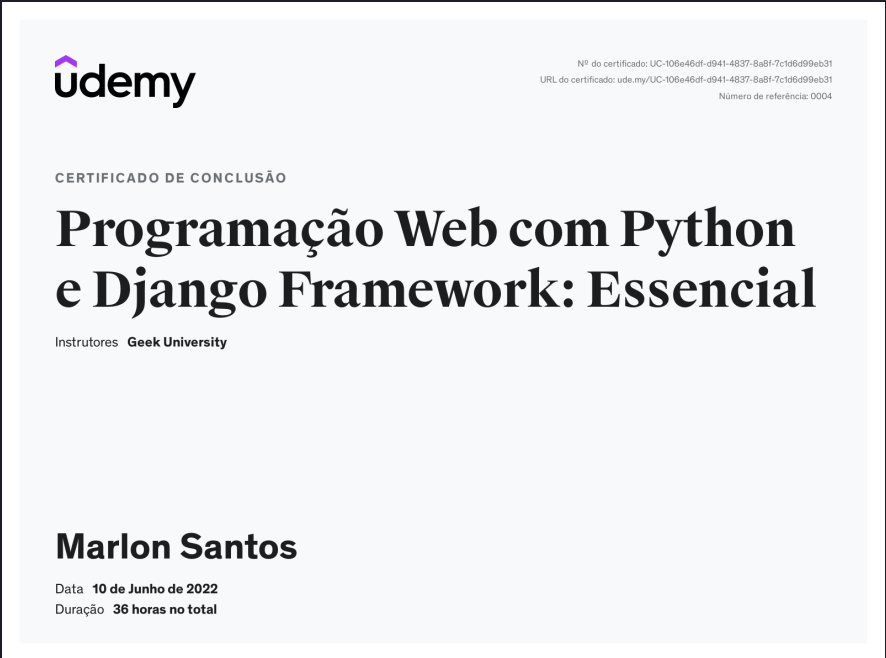 udemy
Nº do certificado: UC-106e46df-d941-4837-8a8f-7c1d6d99eb31
URL do certificado: ude.my/UC-106e46df-d941-4837-8a8f-7c1d6d99eb31
Número de referência: 0004
CERTIFICADO DE CONCLUSÃO
Programação Web com Python
e Django Framework: Essencial
Instrutores Geek University
Marlon Santos
Data 10 de Junho de 2022
Duração 36 horas no total